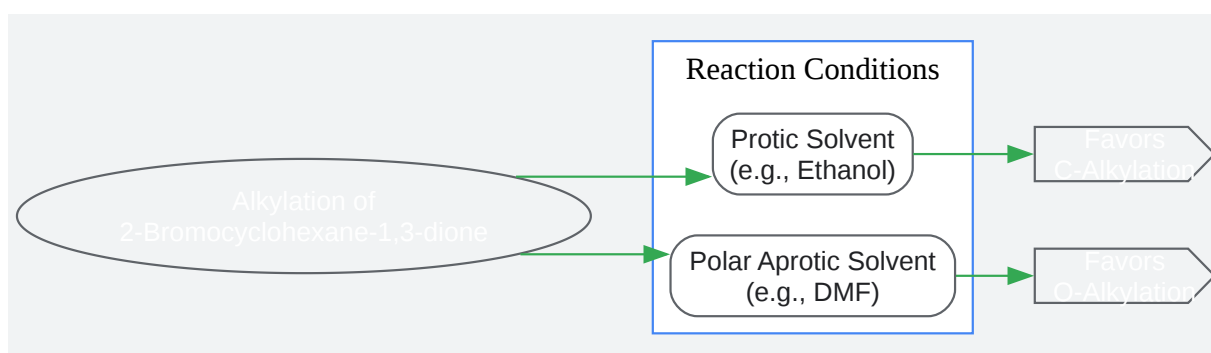 Reaction Conditions
Alkylation of
2-Bromocyclohexane-1,3-dione
Protic Solvent
(e.g., Ethanol)
Favors
C-Alkylation
Polar Aprotic Solvent
(e.g., DMF)
Favors
O-Alkylation